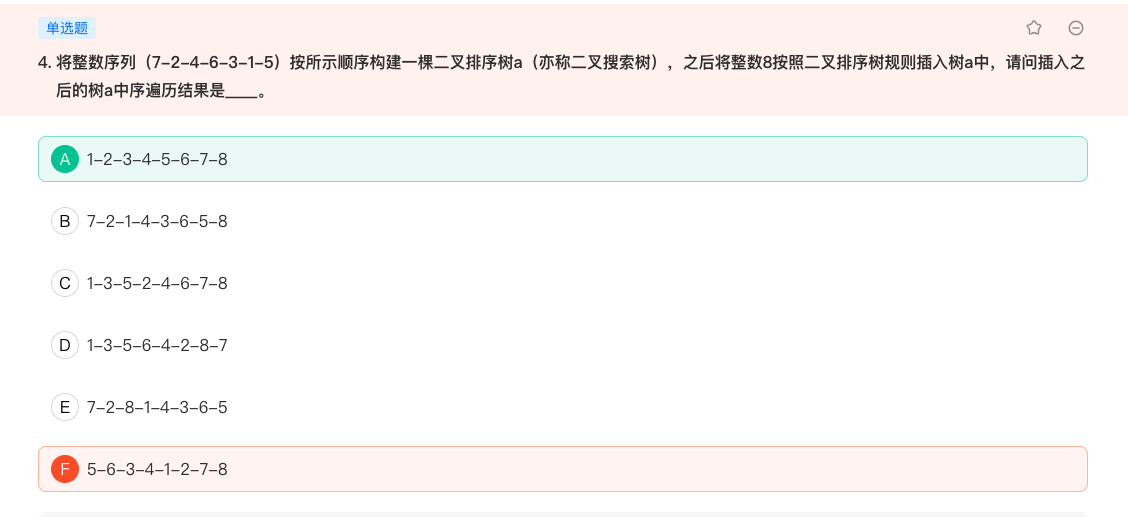 单选题
4. 将整数序列（7-2-4-6-3-1-5）按所示顺序构建一棵二叉排序树a（亦称二叉搜索树），之后将整数8按照二叉排序树规则插入树a中，请问插入之
后的树a中序遍历结果是____。
A 1-2-3-4-5-6-7-8
B 7-2-1-4-3-6-5-8
C 1-3-5-2-4-6-7-8
D 1-3-5-6-4-2-8-7
E 7-2-8-1-4-3-6-5
F 5-6-3-4-1-2-7-8